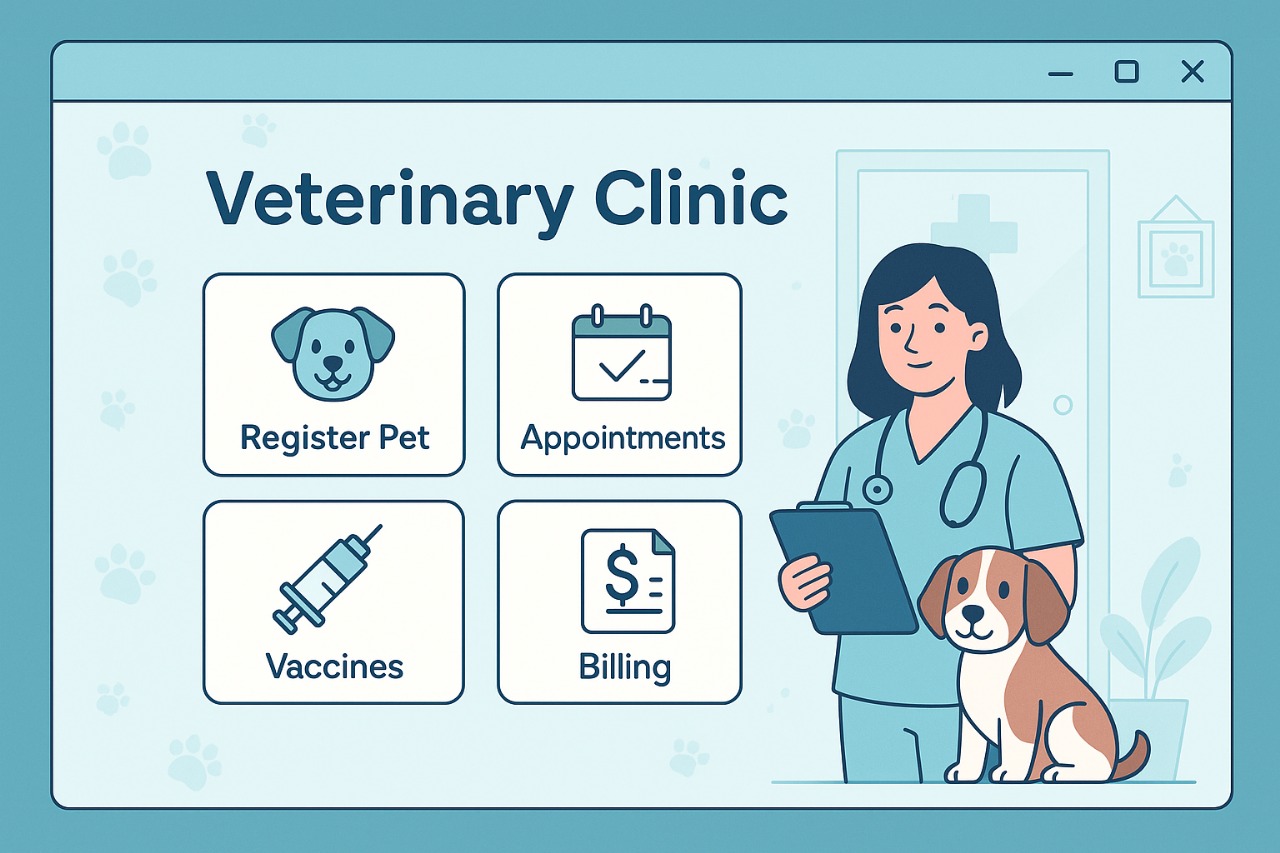 Veterinary Clinic
Register Pet
Appointments
Vaccines
$
Billing